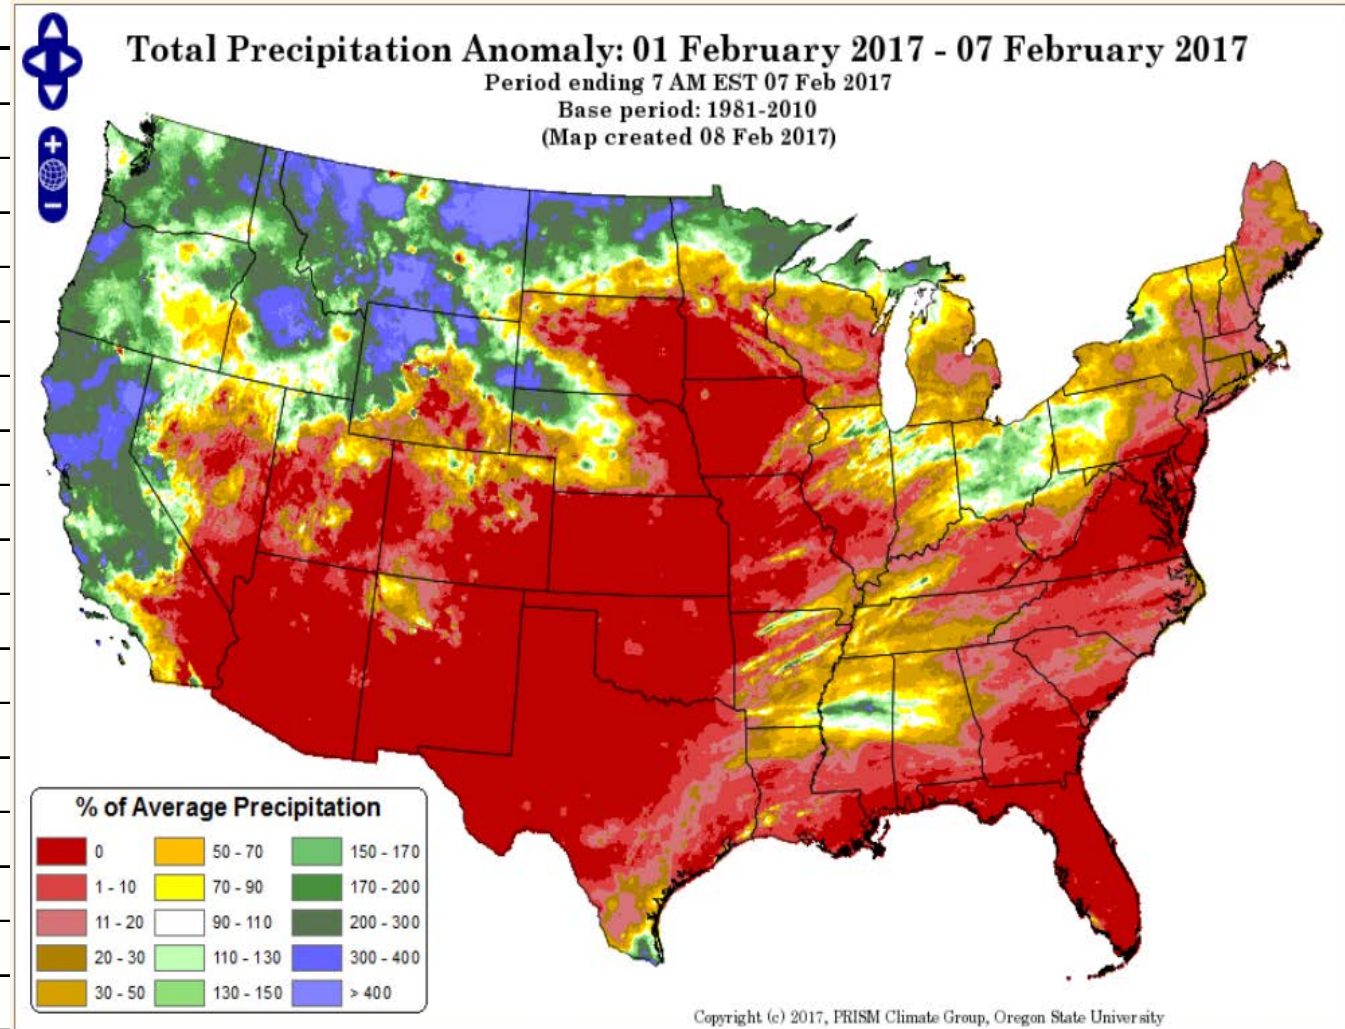 Total Precipitation Anomaly: 01 February 2017 - 07 February 2017
Period ending 7 AM EST 07 Feb 2017
Base period: 1981-2010
(Map created 08 Feb 2017)
% of Average Precipitation
0
50 - 70
150 - 170
1 - 10
70 - 90
170 - 200
11 - 20
90 - 110
200 - 300
20 - 30
110 - 130
300 - 400
30 - 50
130 - 150
> 400
Copyright (c) 2017, PRISM Climate Group, Oregon State University